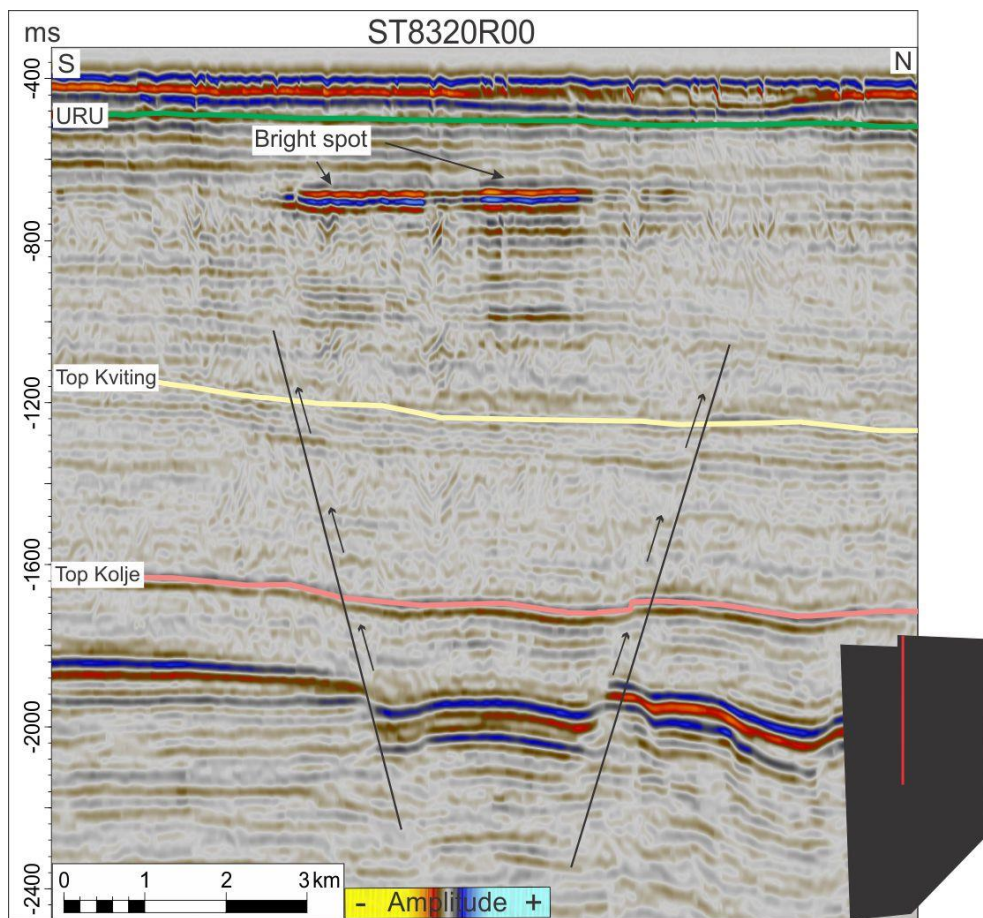 ST8320R00
ms
S
N
-400
URU
Bright spot
-800
Top Kviting
-1200
-1600
Top Kolje
-2000
-2400
0 1 2 3 km
- Amplitude +